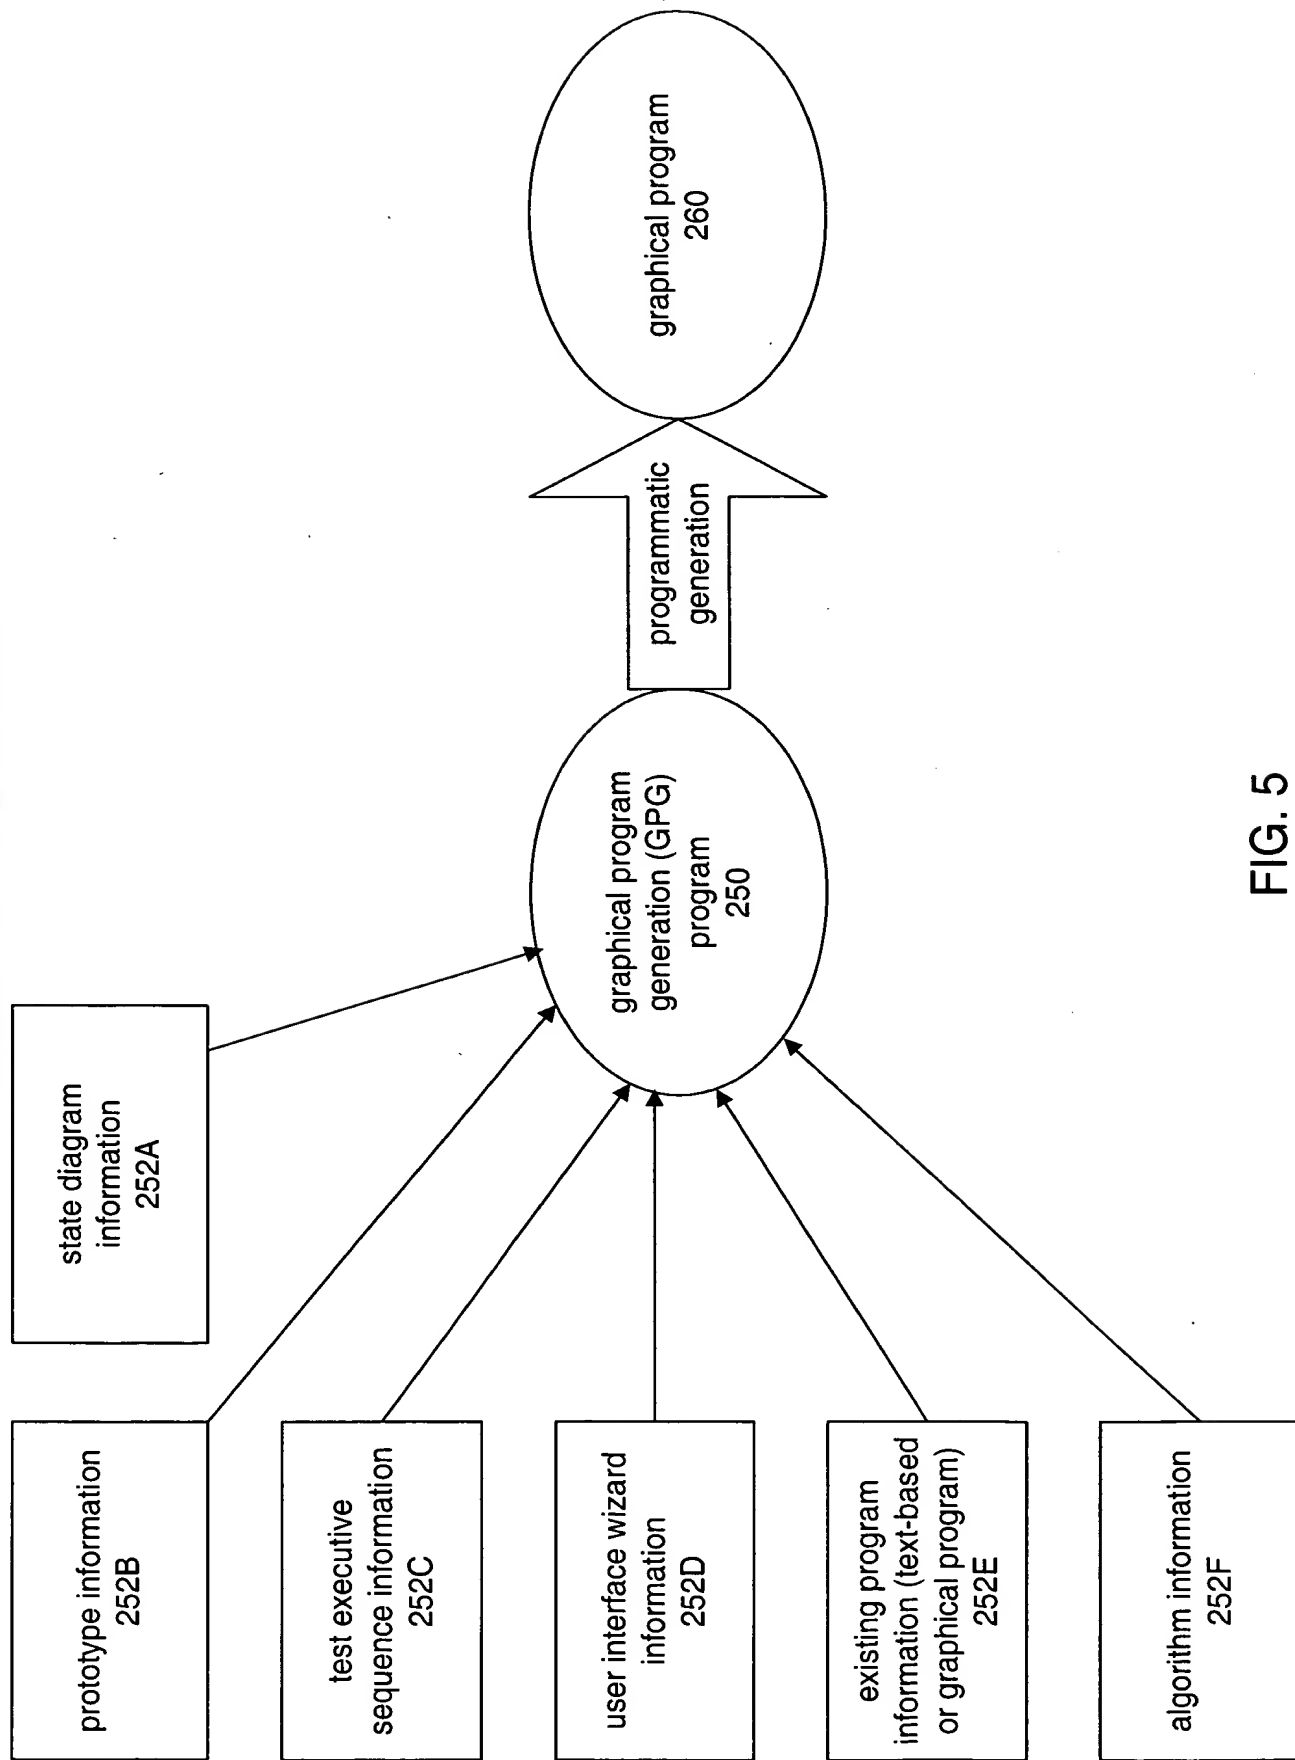 state diagram
information
252A
prototype information
252B
test executive
sequence information
252C
user interface wizard
information
252D
existing program
information (text-based
or graphical program)
252E
algorithm information
252F
graphical program
generation (GPG)
program
250
programmatic
generation
graphical program
260
FIG. 5